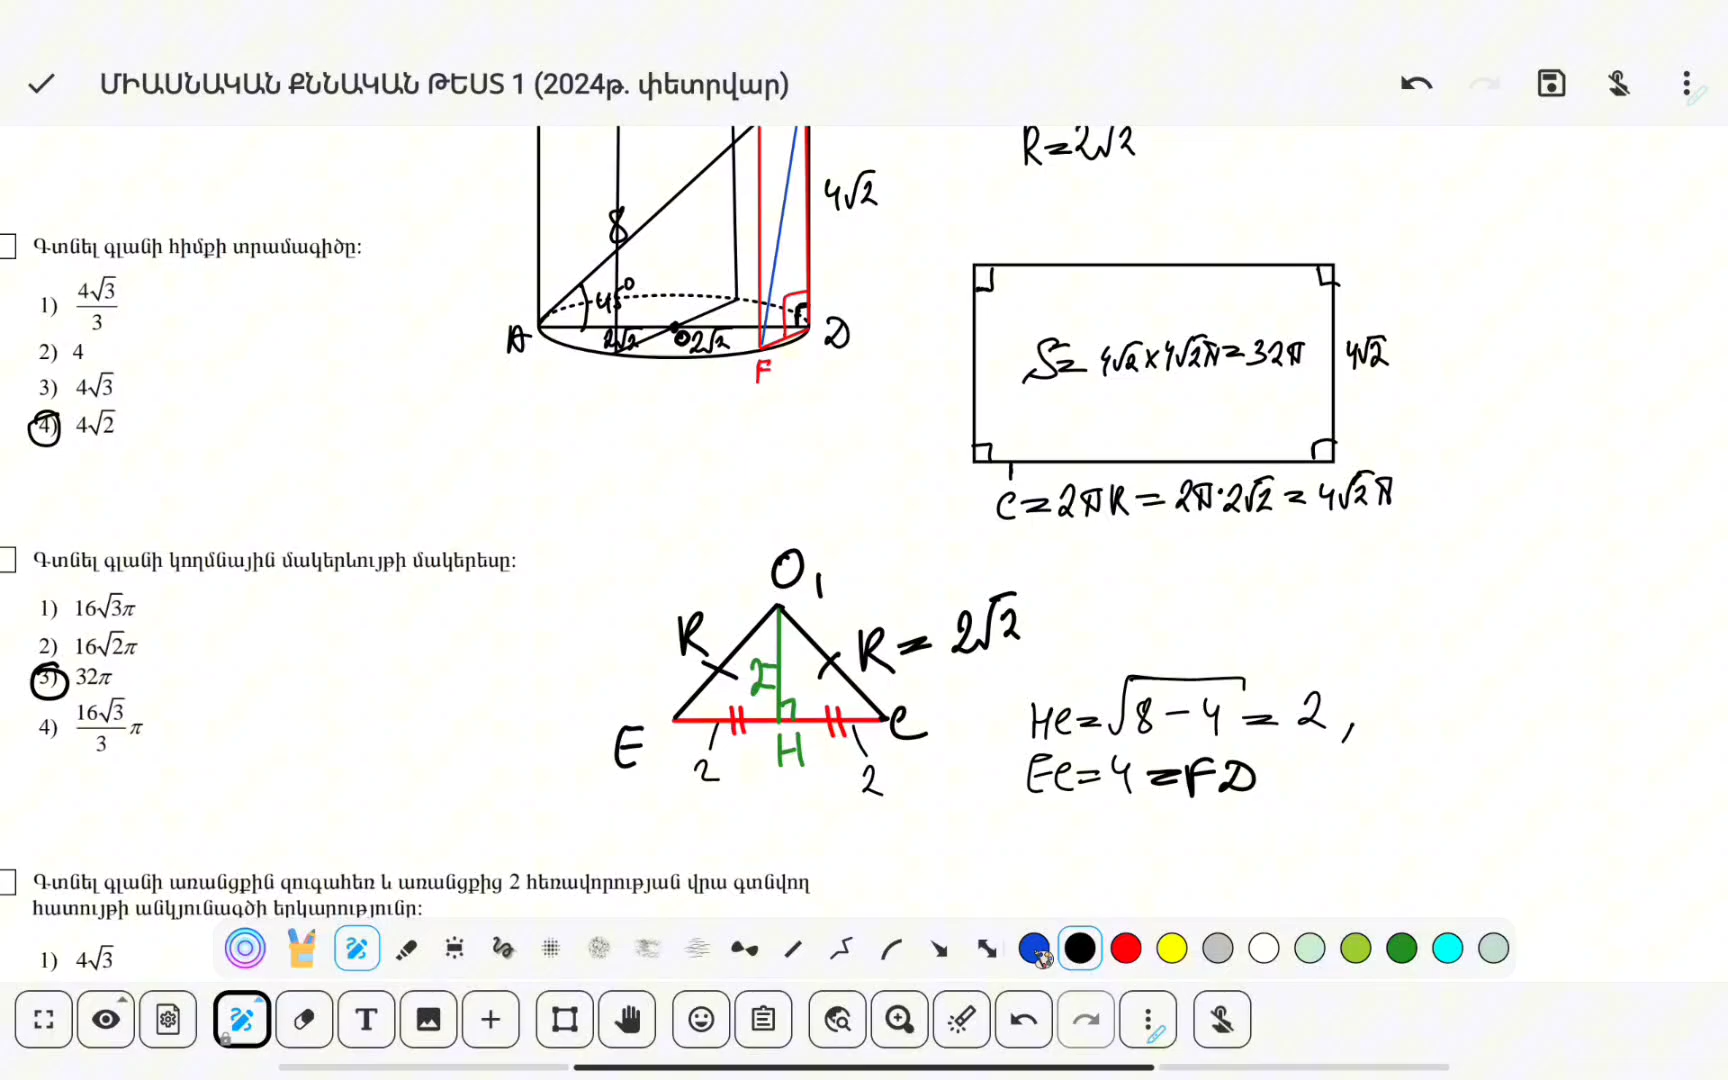 ՄԻԱՍՆԱԿԱՆ ՔՆՆԱԿԱՆ ԹԵՍՏ 1 (2024թ. փետրվար)
R=2√2
4√2
8
45°
A
2√2
O
2√2
D
F
Գտնել գլանի հիմքի տրամագիծը:
1) 4√3/3
2) 4
3) 4√3
4) 4√2
S= 4√2×4√2π=32π
4√2
C=2πR=2π·2√2=4√2π
Գտնել գլանի կողմնային մակերևույթի մակերեսը:
1) 16√3π
2) 16√2π
3) 32π
4) 16√3/3 π
O₁
R
R=2√2
2
E
H
C
2
2
HC=√8-4=2,
EC=4=FD
Գտնել գլանի առանցքին զուգահեռ և առանցքից 2 հեռավորության վրա գտնվող
հատույթի անկյունագծի երկարությունը:
1) 4√3
T